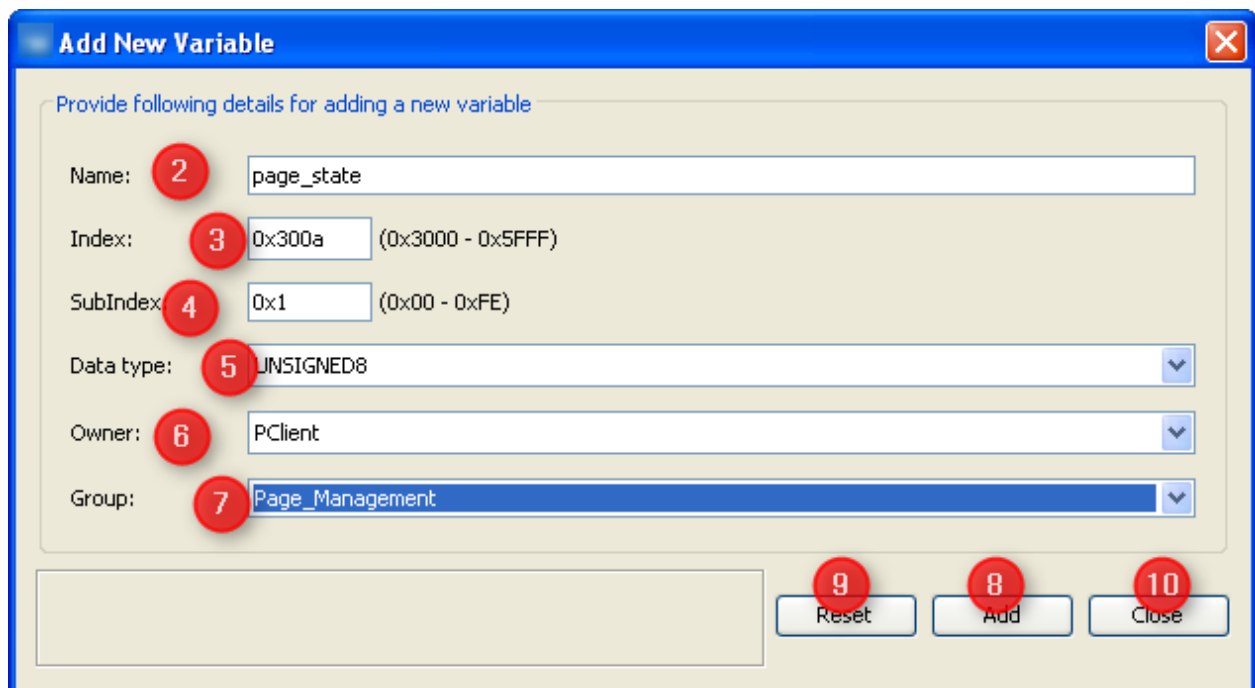 Add New Variable
Provide following details for adding a new variable
Name: 2 page_state
Index: 3 0x300a (0x3000 - 0x5FFF)
SubIndex: 4 0x1 (0x00 - 0xFE)
Data type: 5 UNSIGNED8
Owner: 6 PClient
Group: 7 Page_Management
9 8 10
Reset Add Close